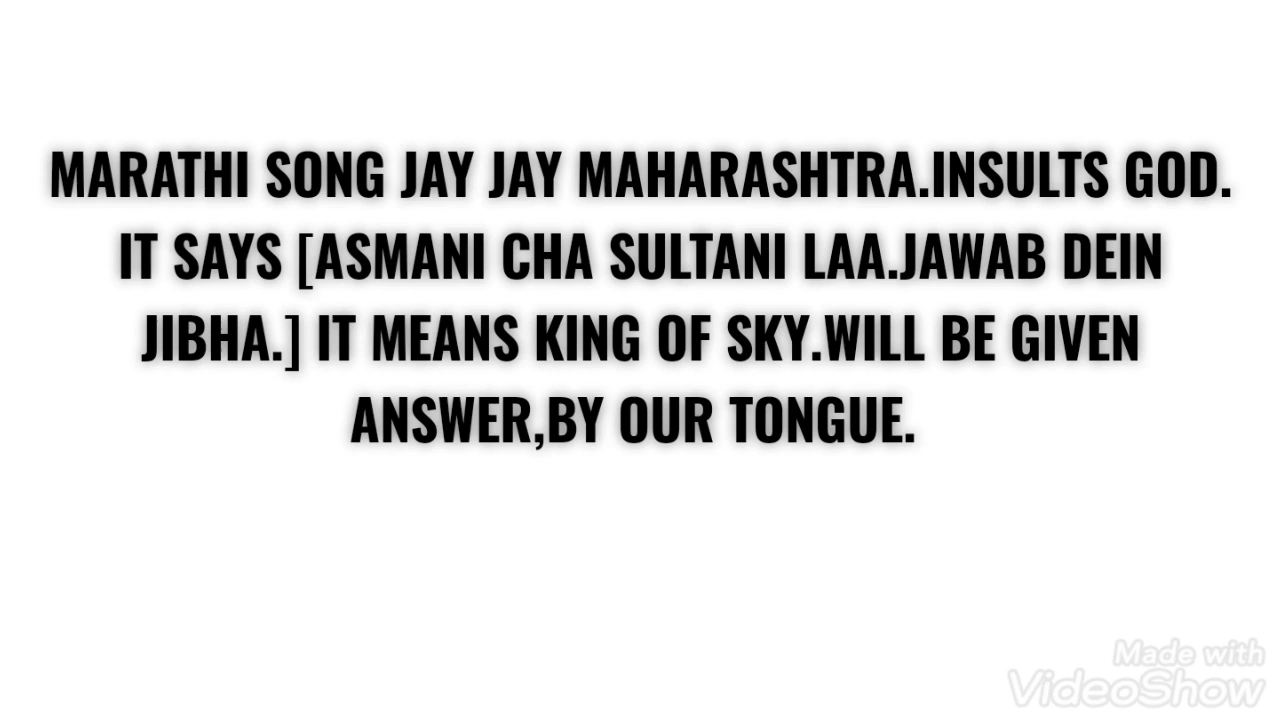 MARATHI SONG JAY JAY MAHARASHTRA.INSULTS GOD.
IT SAYS [ASMANI CHA SULTANI LAA.JAWAB DEIN
JIBHA.] IT MEANS KING OF SKY.WILL BE GIVEN
ANSWER,BY OUR TONGUE.
Made with
VideoShow